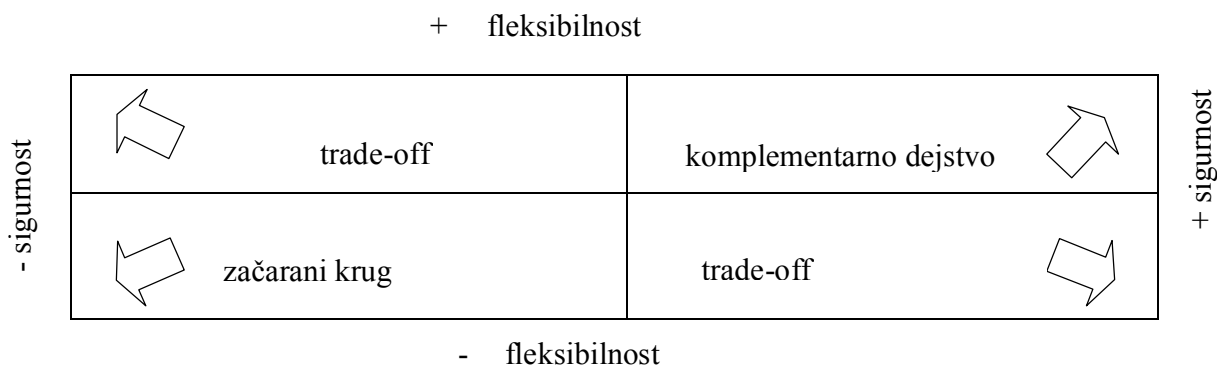 + fleksibilnost
- sigurnost
trade-off
komplementarno dejstvo
+ sigurnost
začarani krug
trade-off
- fleksibilnost